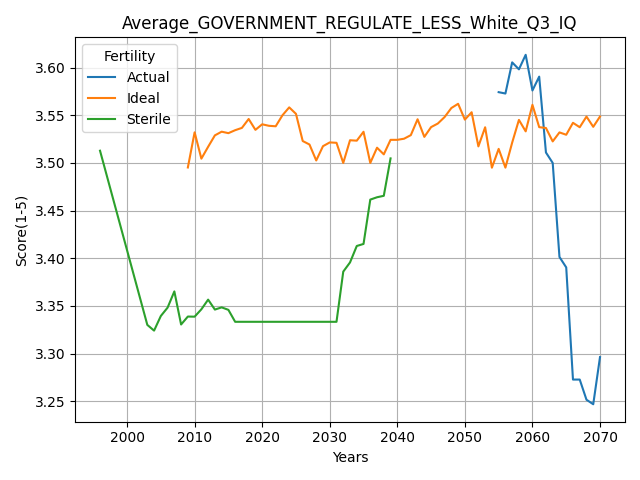 Average_GOVERNMENT_REGULATE_LESS_White_Q3_IQ
Fertility
Actual
Ideal
Sterile
Score(1-5)
3.60
3.55
3.50
3.45
3.40
3.35
3.30
3.25
2000 2010 2020 2030 2040 2050 2060 2070
Years